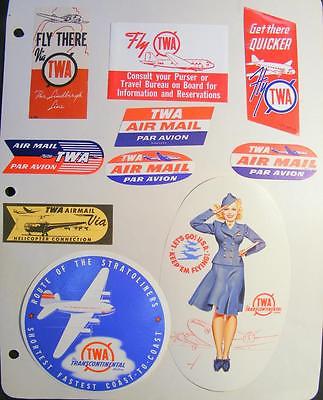 FLY THERE
Via
TWA
The Lindbergh
Line
Fly TWA
Consult your Purser or
Travel Bureau on Board for
Information and Reservations
Get there
QUICKER
Fly
TWA
TWA
AIR MAIL
PAR AVION
AIR MAIL
TWA
PAR AVION
TWA
AIR MAIL
PAR AVION
TWA
AIR MAIL
PAR AVION
TWA AIRMAIL
Via
HELICOPTER CONNECTION
ROUTE OF THE STRATOLINERS
TWA
TRANSCONTINENTAL
SHORTEST FASTEST COAST-TO-COAST
LETS GO! U.S.A.
KEEP 'EM FLYING!
TWA
TRANSCONTINENTAL